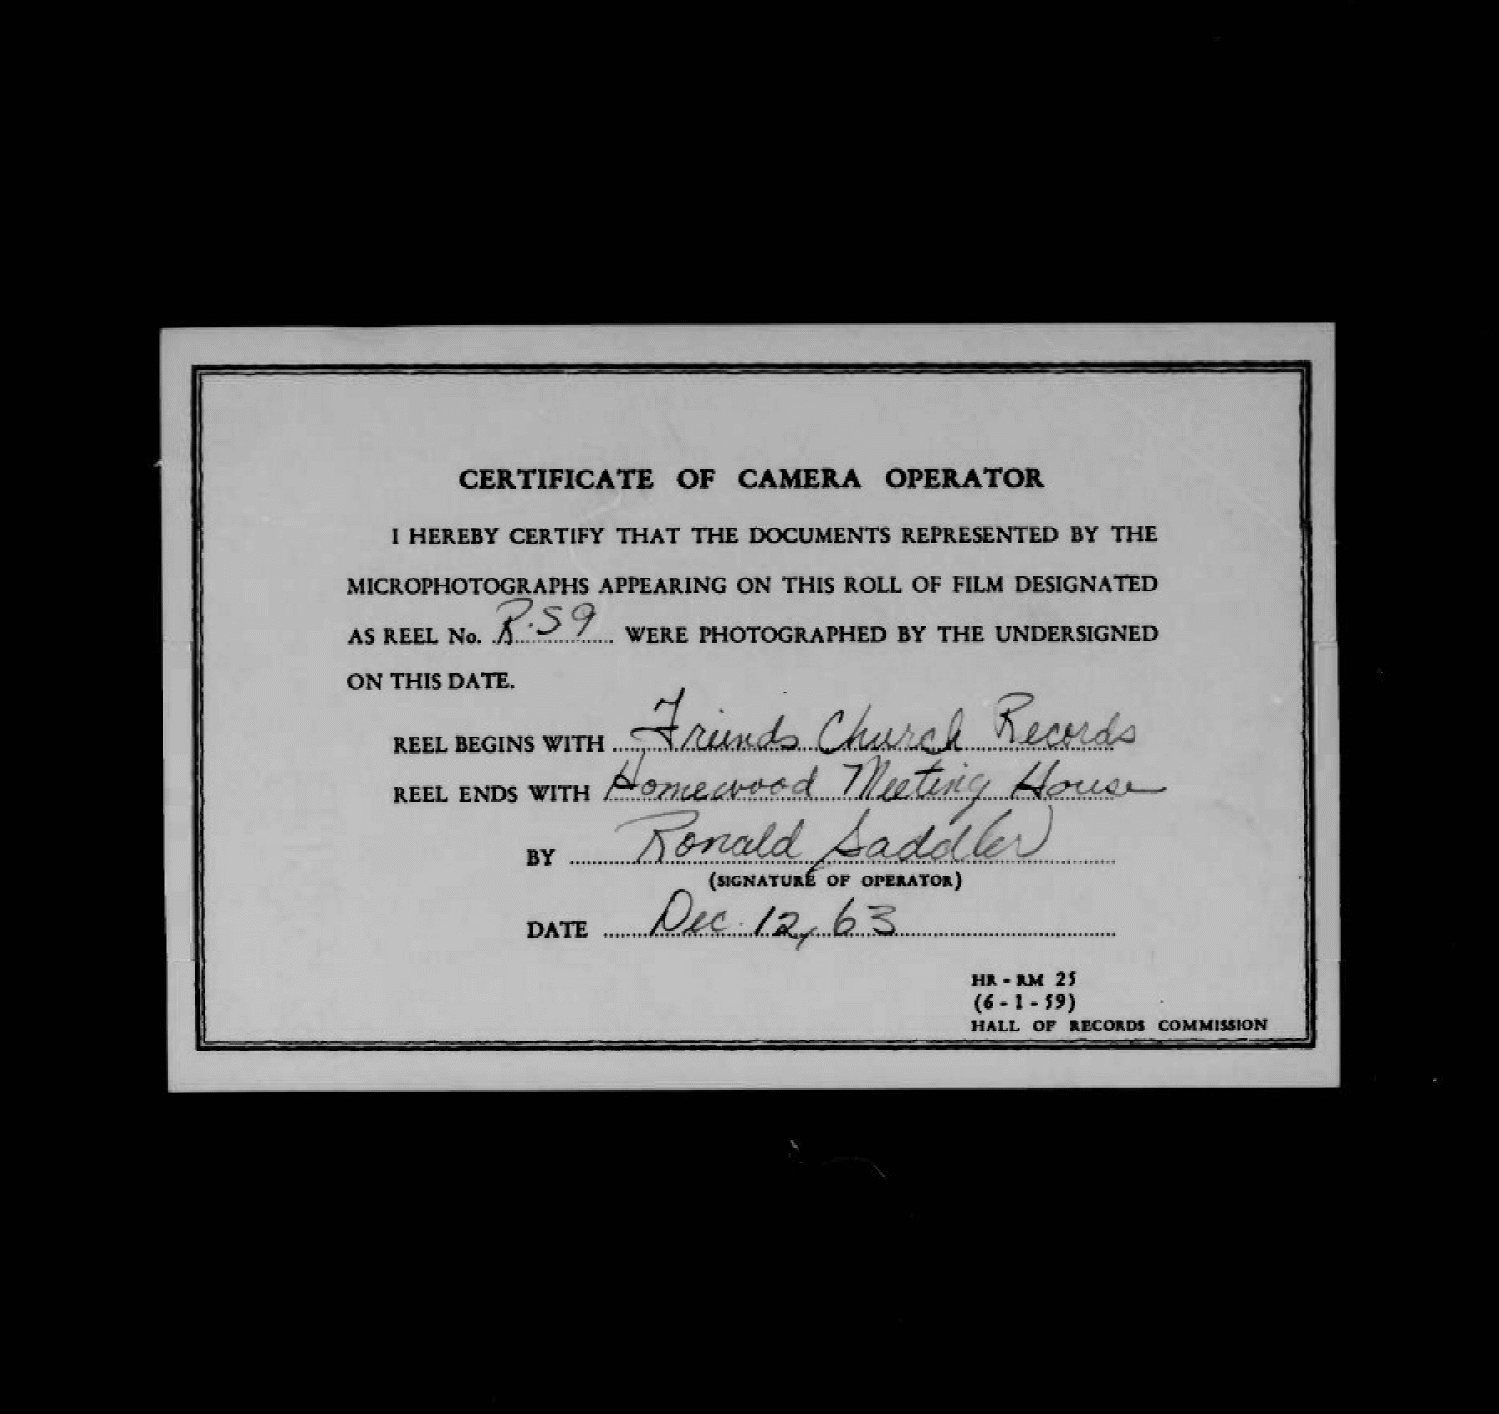 CERTIFICATE OF CAMERA OPERATOR
I HEREBY CERTIFY THAT THE DOCUMENTS REPRESENTED BY THE
MICROPHOTOGRAPHS APPEARING ON THIS ROLL OF FILM DESIGNATED
AS REEL No. R.59 WERE PHOTOGRAPHED BY THE UNDERSIGNED
ON THIS DATE.
REEL BEGINS WITH Friends Church Records
REEL ENDS WITH Homewood Meeting House
BY Ronald Saddler
(SIGNATURE OF OPERATOR)
DATE Dec. 12, 63
HR - RM 25
(6 - 1 - 59)
HALL OF RECORDS COMMISSION